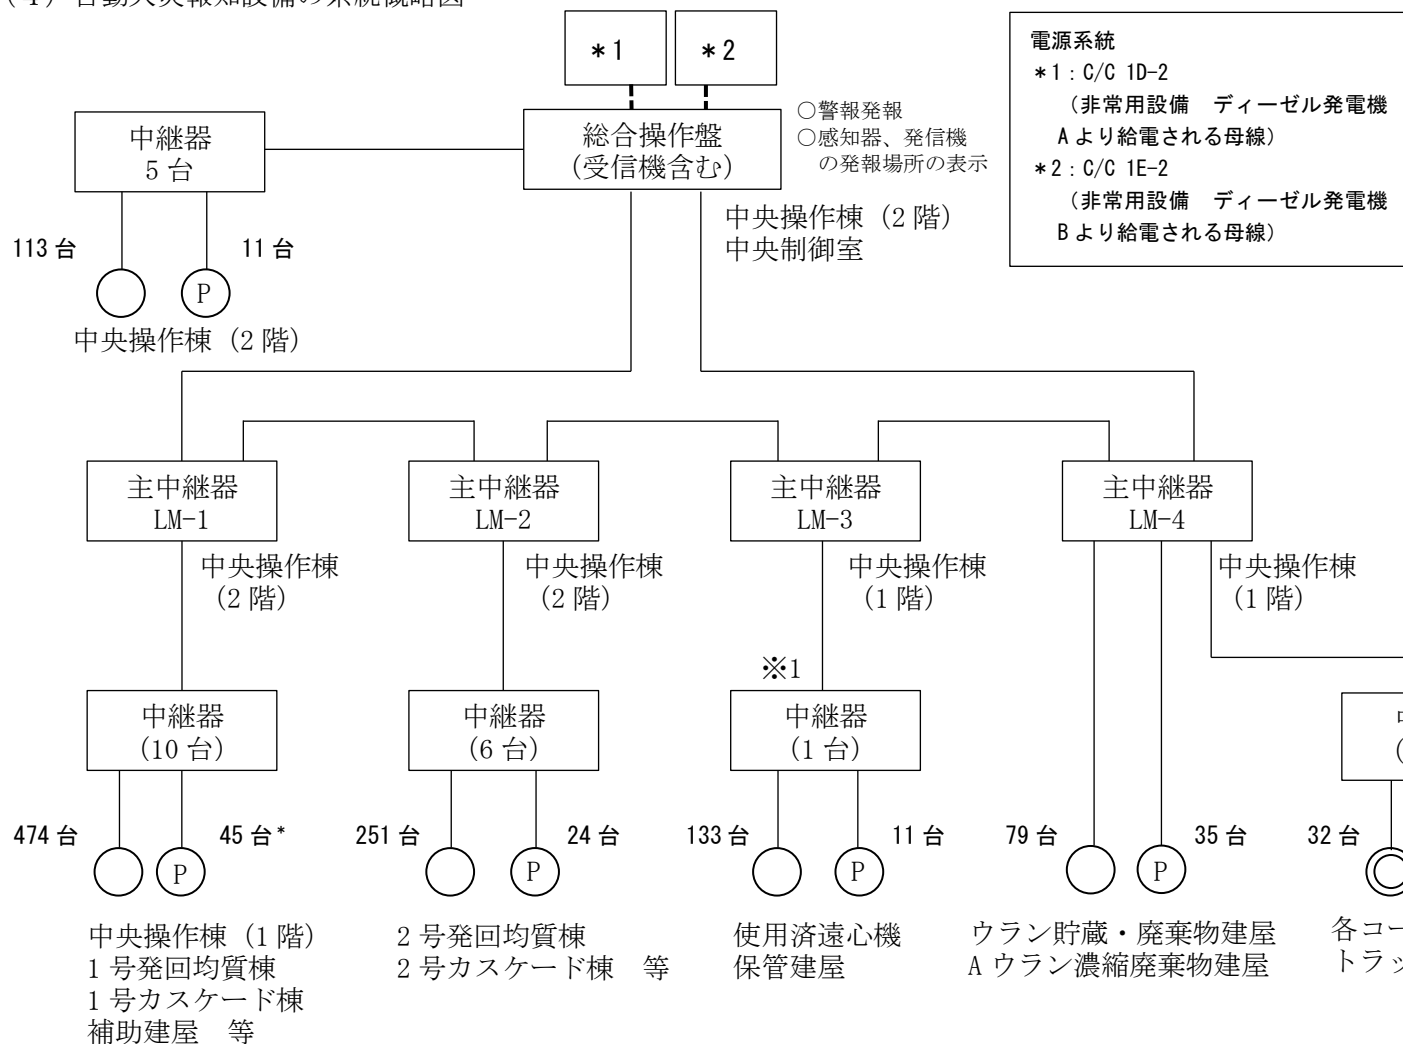 (4) 自動火災報知設備の系統概略図
*1
*2
電源系統
*1:C/C 1D-2
(非常用設備 ディーゼル発電機
Aより給電される母線)
*2:C/C 1E-2
(非常用設備 ディーゼル発電機
Bより給電される母線)
中継器
5台
総合操作盤
(受信機含む)
○警報発報
○感知器、発信機
の発報場所の表示
中央操作棟(2階)
中央制御室
113台
11台
P
中央操作棟(2階)
主中継器
LM-1
主中継器
LM-2
主中継器
LM-3
主中継器
LM-4
中央操作棟
(2階)
中央操作棟
(2階)
中央操作棟
(1階)
中央操作棟
(1階)
※1
中継器
(10台)
中継器
(6台)
中継器
(1台)
(
474台
45台*
251台
24台
133台
11台
79台
35台
32台
P
P
P
P
中央操作棟(1階)
1号発回均質棟
1号カスケード棟
補助建屋 等
2号発回均質棟
2号カスケード棟 等
使用済遠心機
保管建屋
ウラン貯蔵・廃棄物建屋
Aウラン濃縮廃棄物建屋
各コー
トラッ